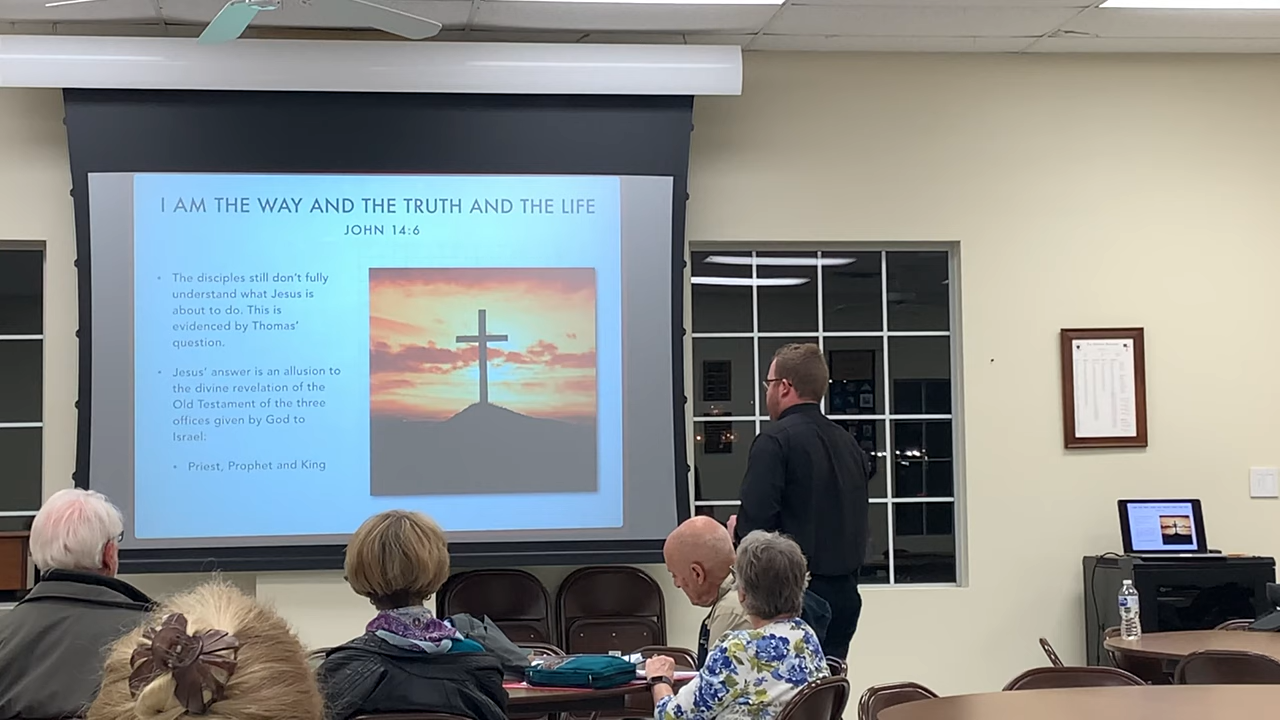 I AM THE WAY AND THE TRUTH AND THE LIFE
JOHN 14:6
• The disciples still don't fully
understand what Jesus is
about to do. This is
evidenced by Thomas'
question.
• Jesus' answer is an allusion to
the divine revelation of the
Old Testament of the three
offices given by God to
Israel:
• Priest, Prophet and King